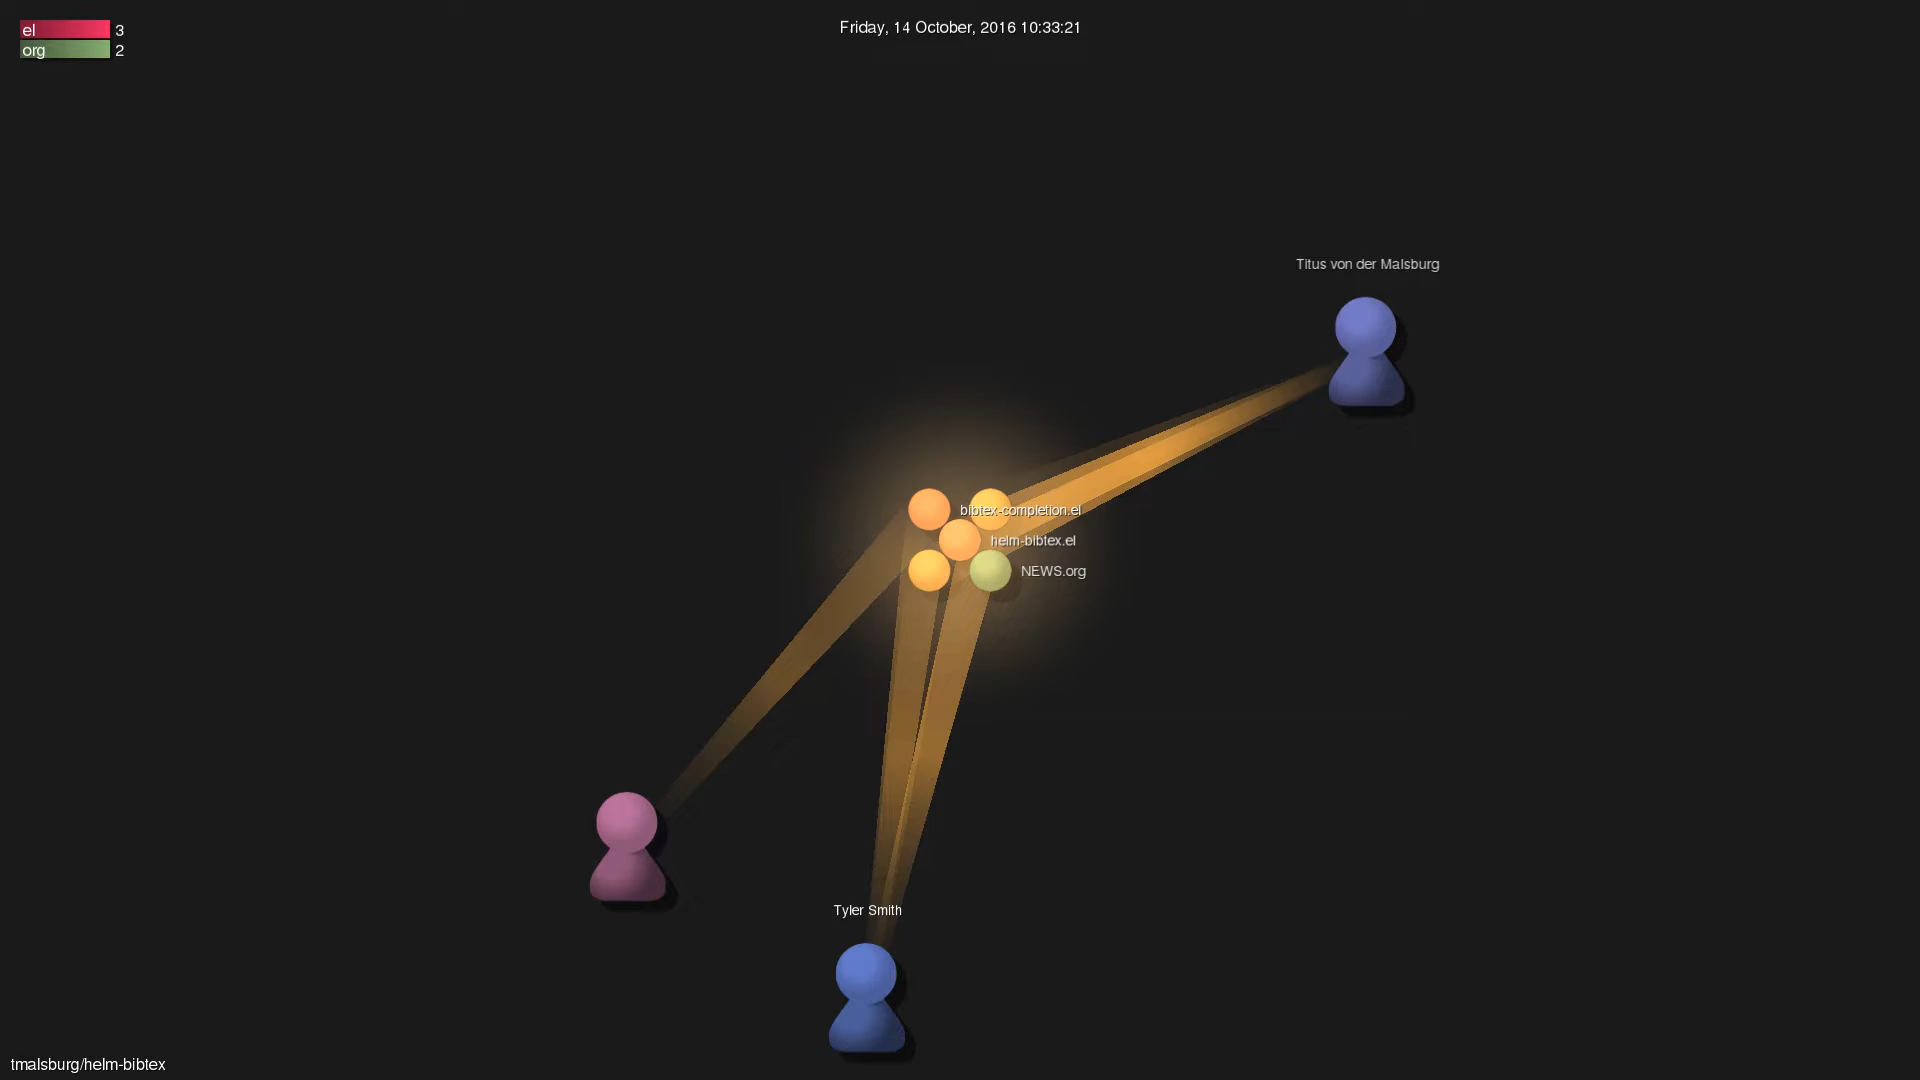 el 3
org 2
Friday, 14 October, 2016 10:33:21
Titus von der Malsburg
bibtex-completion.el
helm-bibtex.el
NEWS.org
Tyler Smith
tmalsburg/helm-bibtex